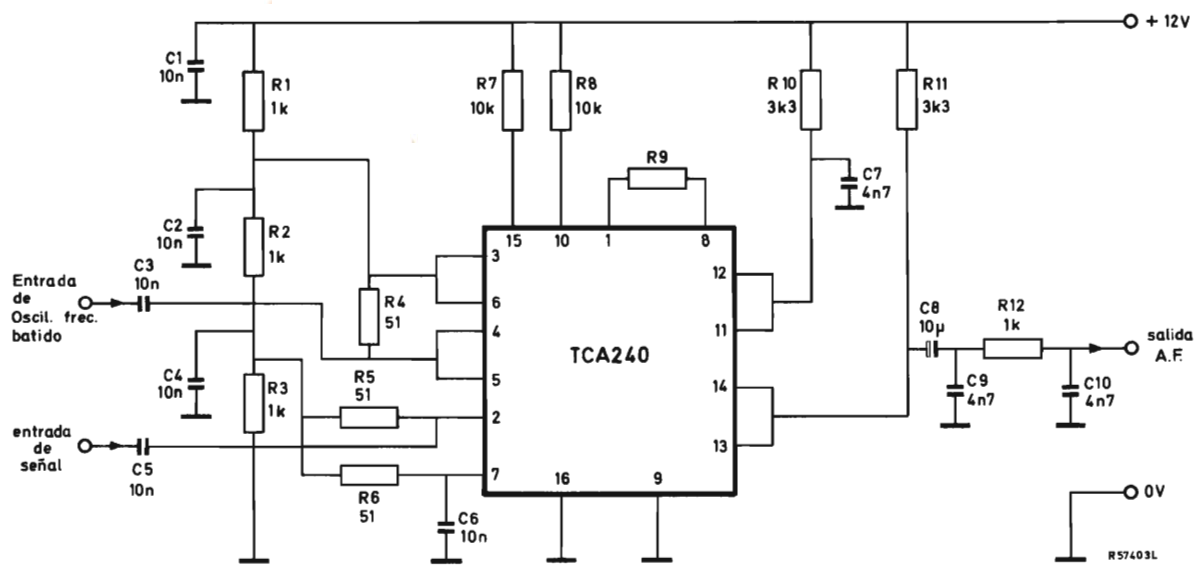 + 12V
C1
10n
R1
1k
R7
10k
R8
10k
R10
3k3
R11
3k3
R9
C7
4n7
C2
10n
R2
1k
15
10
1
8
3
6
4
5
2
7
16
9
12
11
14
13
TCA240
Entrada
de
Oscil. frec.
batido
C3
10n
R4
51
C4
10n
R3
1k
R5
51
entrada
de
señal
C5
10n
R6
51
C6
10n
C8
10µ
R12
1k
C9
4n7
C10
4n7
salida
A.F.
0V
R57403L